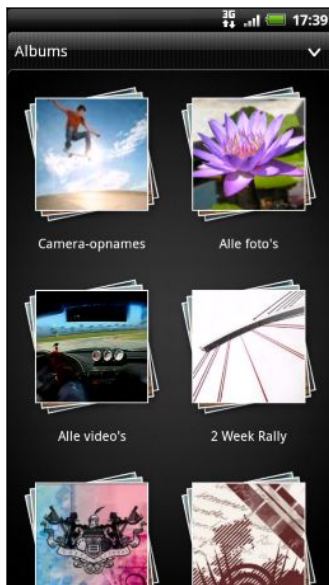 3G 17:39
Albums
Camera-opnames
Alle foto's
Alle video's
2 Week Rally